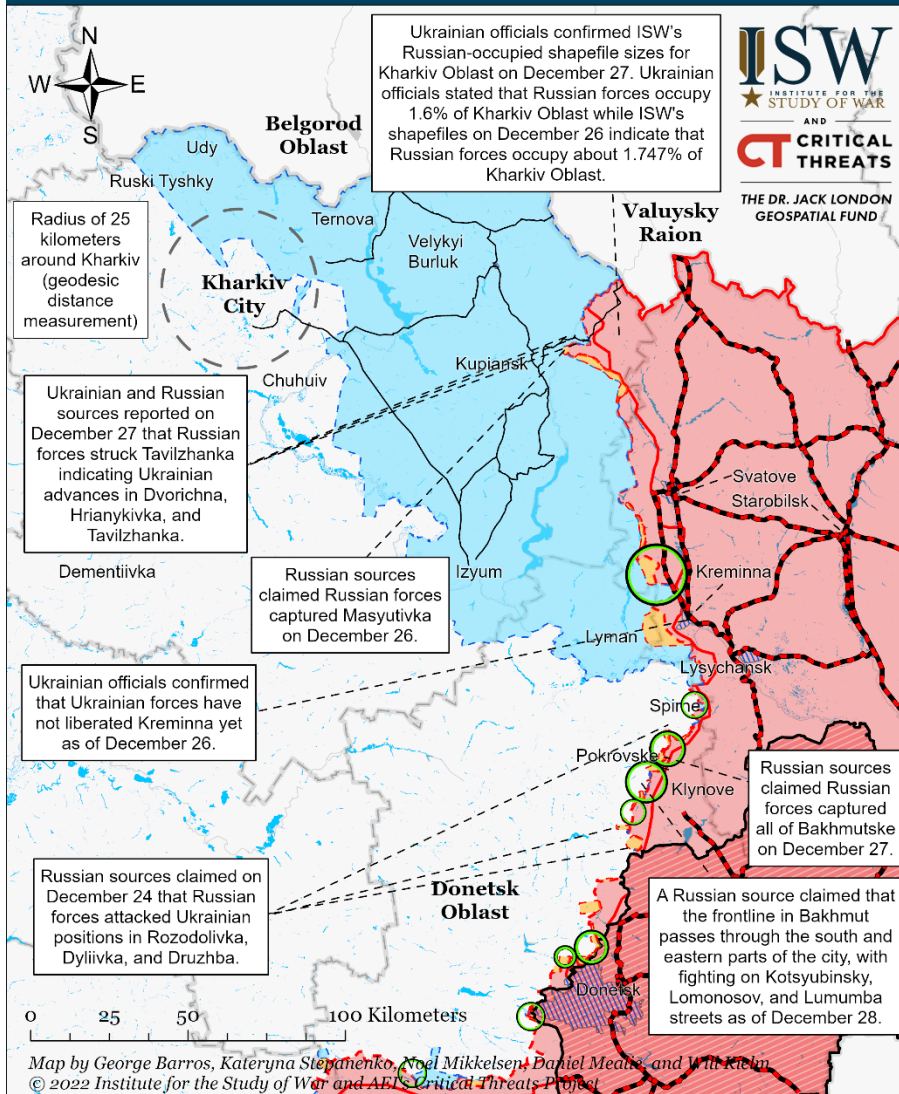 Ukrainian officials confirmed ISW's
Russian-occupied shapefile sizes for
Kharkiv Oblast on December 27. Ukrainian
officials stated that Russian forces occupy
1.6% of Kharkiv Oblast while ISW's
shapefiles on December 26 indicate that
Russian forces occupy about 1.747% of
Kharkiv Oblast.
ISW
INSTITUTE FOR THE
STUDY OF WAR
AND
CT CRITICAL
THREATS
THE DR. JACK LONDON
GEOSPATIAL FUND
N
W E
S
Belgorod
Oblast
Udy
Ruski Tyshky
Ternova
Velykyi
Burluk
Valuysky
Raion
Radius of 25
kilometers
around Kharkiv
(geodesic
distance
measurement)
Kharkiv
City
Chuhuiv
Kupiansk
Ukrainian and Russian
sources reported on
December 27 that Russian
forces struck Tavilzhanka
indicating Ukrainian
advances in Dvorichna,
Hrianykivka, and
Tavilzhanka.
Svatove
Starobilsk
Dementiivka
Izyum
Kreminna
Russian sources
claimed Russian forces
captured Masyutivka
on December 26.
Lyman
Lysychansk
Ukrainian officials confirmed
that Ukrainian forces have
not liberated Kreminna yet
as of December 26.
Spirne
Pokrovske
Klynove
Russian sources
claimed Russian
forces captured
all of Bakhmutske
on December 27.
Russian sources claimed on
December 24 that Russian
forces attacked Ukrainian
positions in Rozodolivka,
Dyliivka, and Druzhba.
Donetsk
Oblast
A Russian source claimed that
the frontline in Bakhmut
passes through the south and
eastern parts of the city, with
fighting on Kotsyubinsky,
Lomonosov, and Lumumba
streets as of December 28.
Donetsk
0 25 50 100 Kilometers
Map by George Barros, Kateryna Stepanenko, Noel Mikkelsen, Daniel Mealie, and Will Kielm
© 2022 Institute for the Study of War and AEI's Critical Threats Project